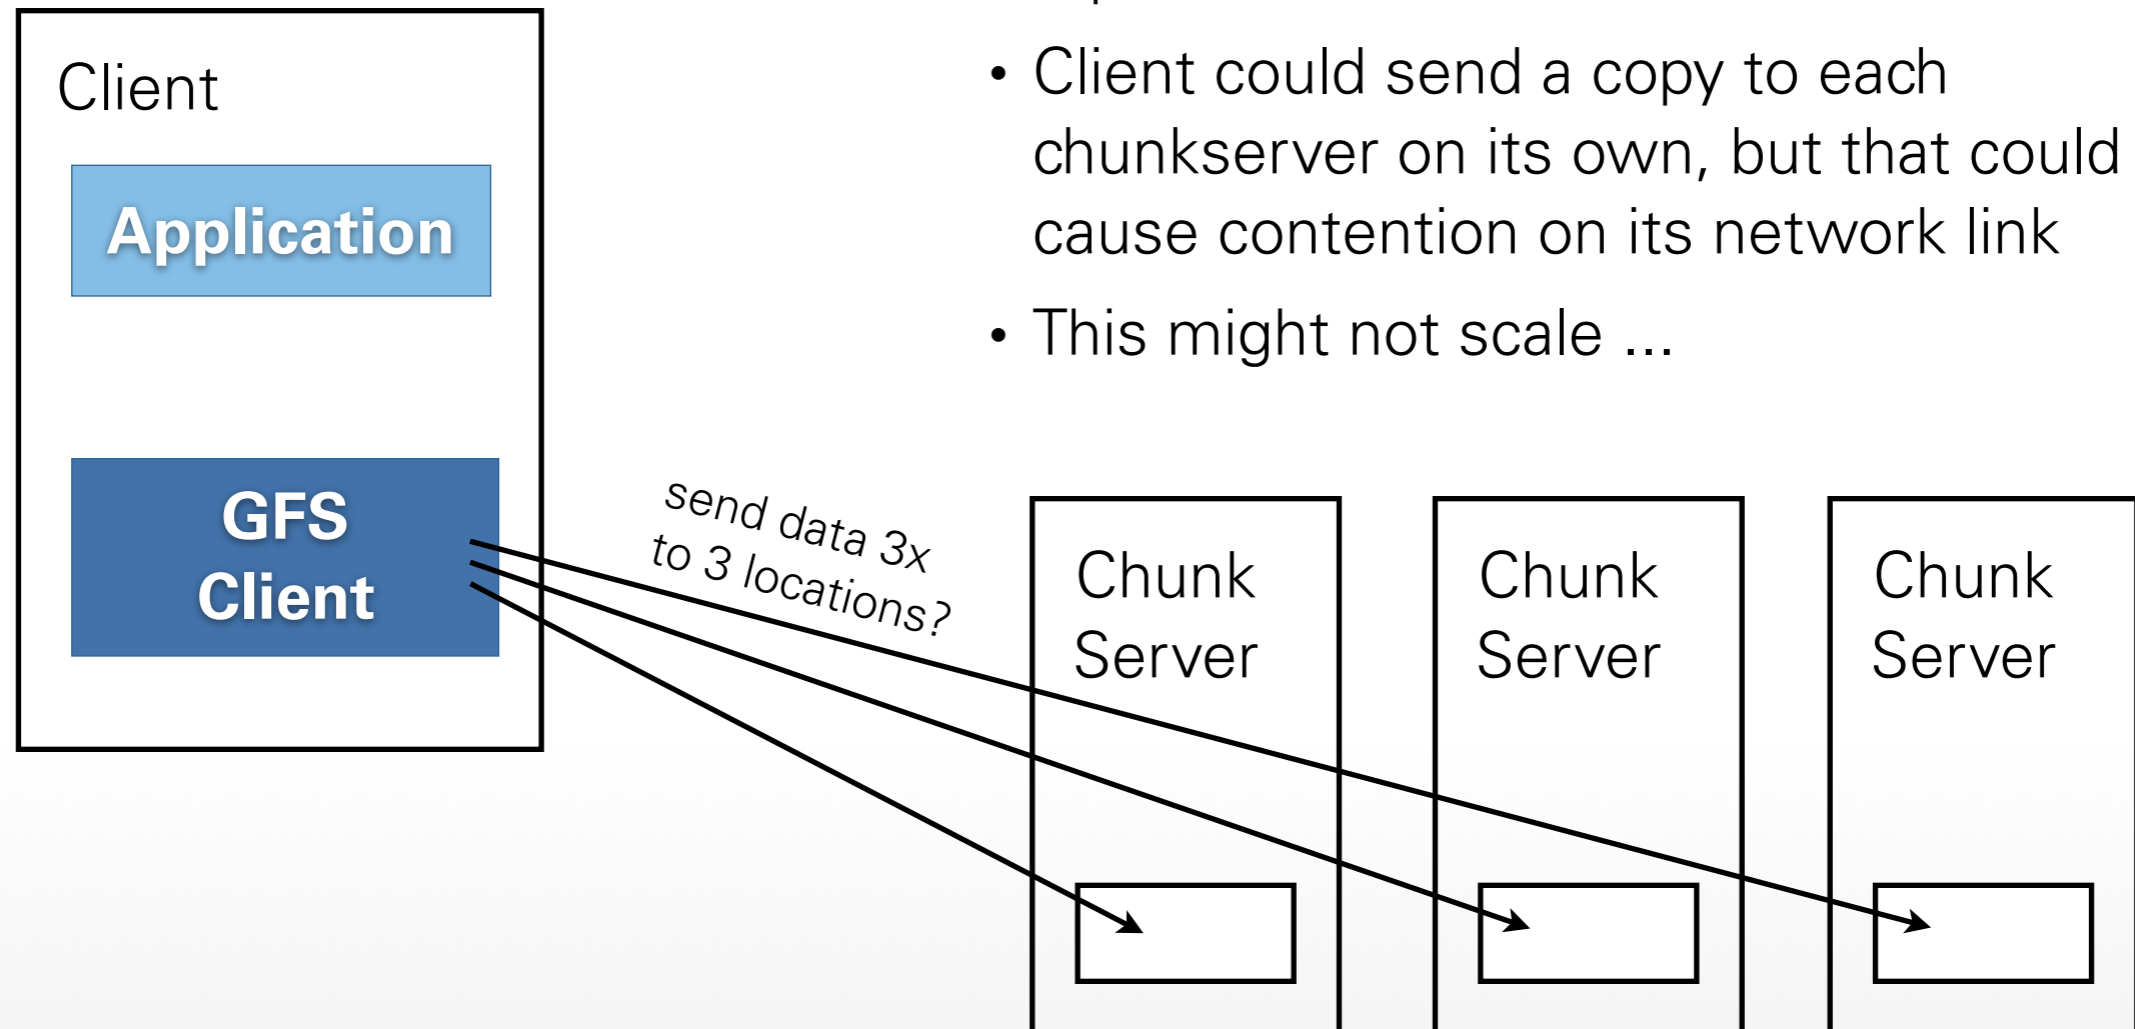 Client
Application
GFS
Client
• Client could send a copy to each
chunkserver on its own, but that could
cause contention on its network link
• This might not scale ...
send data 3x
to 3 locations?
Chunk
Server
Chunk
Server
Chunk
Server